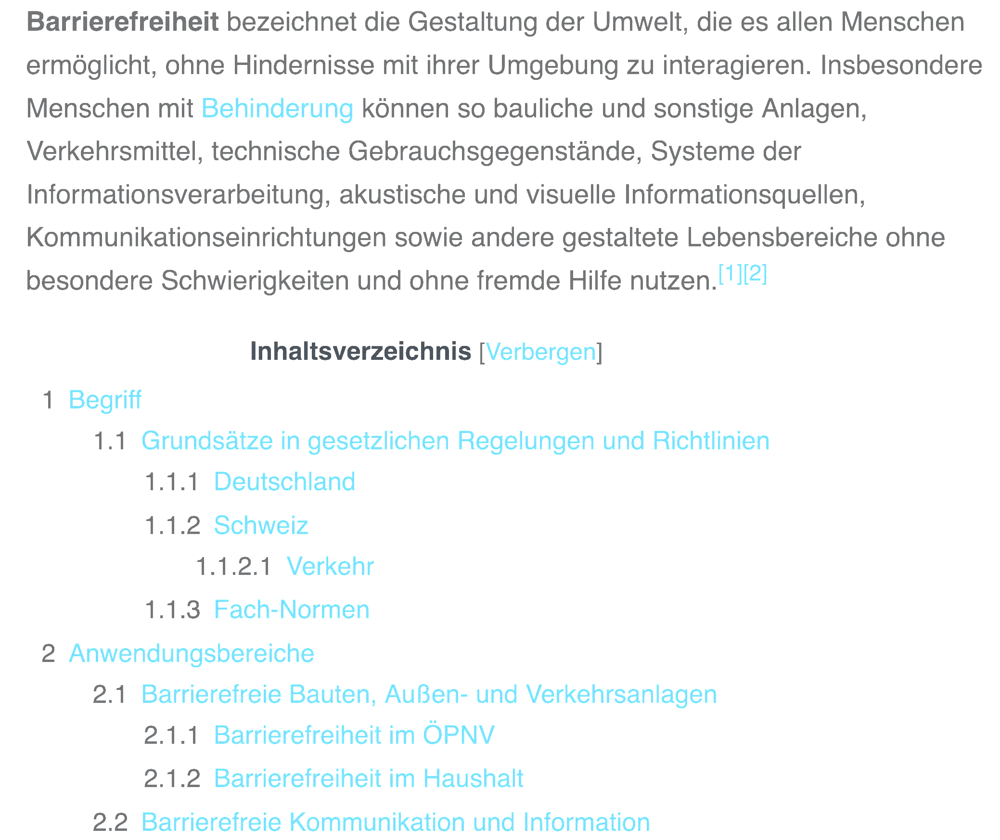 Barrierefreiheit bezeichnet die Gestaltung der Umwelt, die es allen Menschen
ermöglicht, ohne Hindernisse mit ihrer Umgebung zu interagieren. Insbesondere
Menschen mit Behinderung können so bauliche und sonstige Anlagen,
Verkehrsmittel, technische Gebrauchsgegenstände, Systeme der
Informationsverarbeitung, akustische und visuelle Informationsquellen,
Kommunikationseinrichtungen sowie andere gestaltete Lebensbereiche ohne
besondere Schwierigkeiten und ohne fremde Hilfe nutzen.[1][2]
Inhaltsverzeichnis [Verbergen]
1 Begriff
1.1 Grundsätze in gesetzlichen Regelungen und Richtlinien
1.1.1 Deutschland
1.1.2 Schweiz
1.1.2.1 Verkehr
1.1.3 Fach-Normen
2 Anwendungsbereiche
2.1 Barrierefreie Bauten, Außen- und Verkehrsanlagen
2.1.1 Barrierefreiheit im ÖPNV
2.1.2 Barrierefreiheit im Haushalt
2.2 Barrierefreie Kommunikation und Information